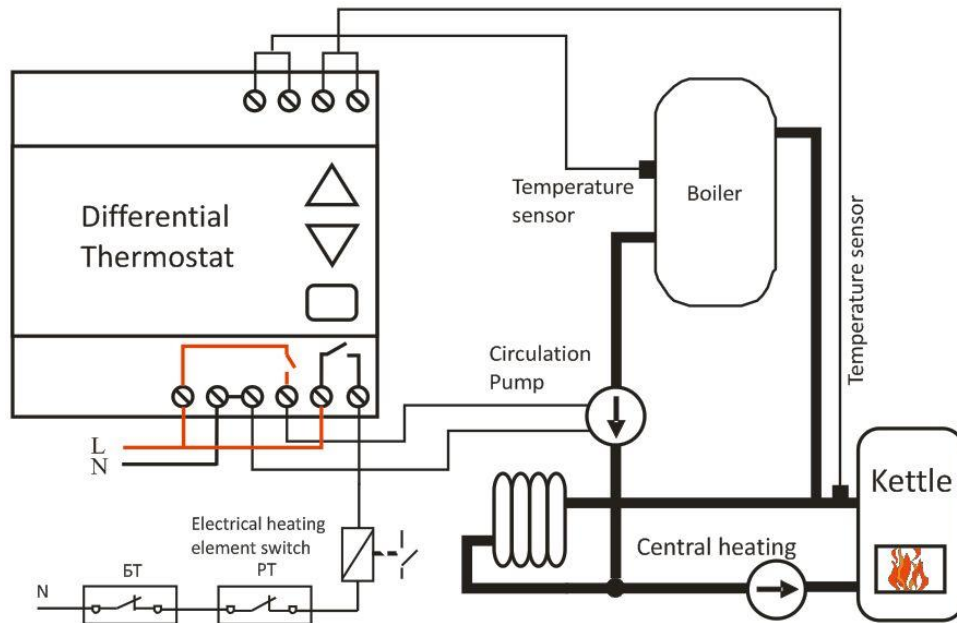 Differential
Thermostat
Temperature
sensor
Boiler
Temperature sensor
Circulation
Pump
L
N
Kettle
Electrical heating
element switch
Central heating
N
БТ
РТ